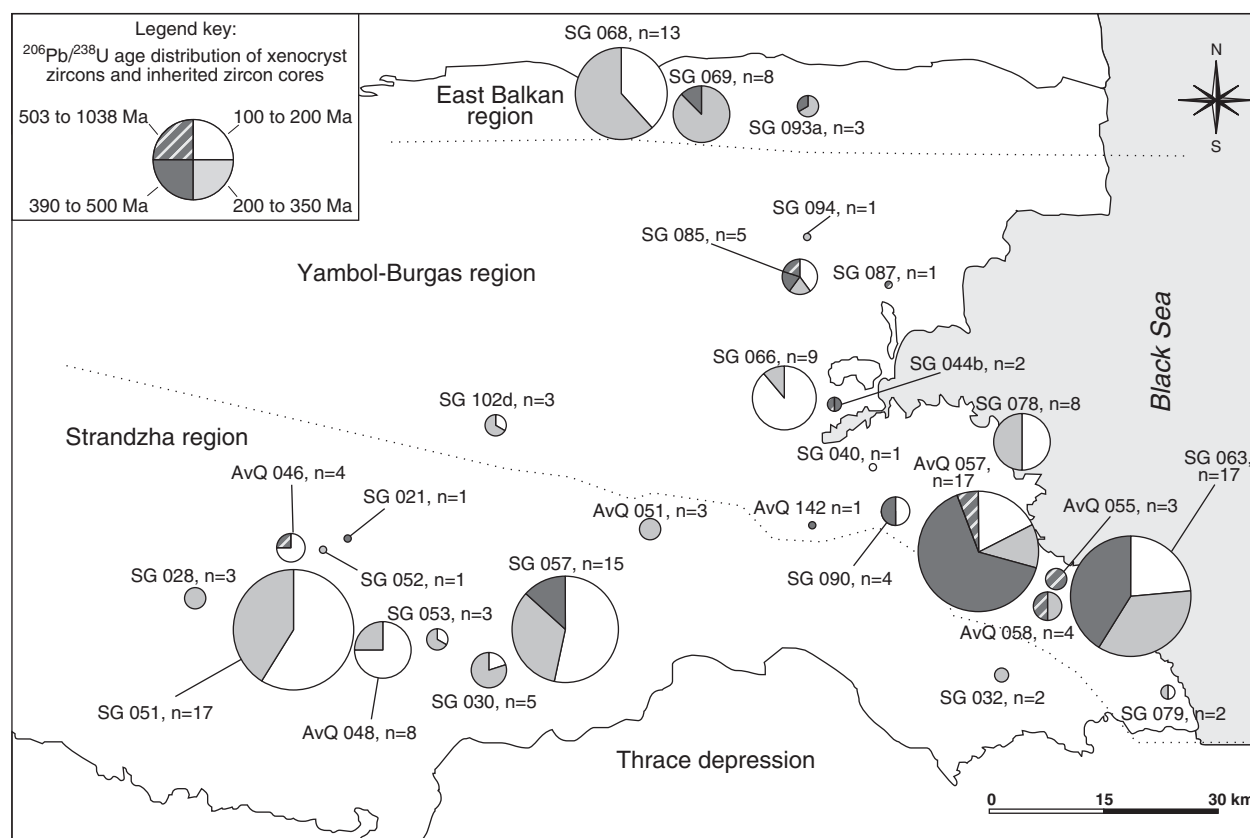 Legend key:
206Pb/238U age distribution of xenocryst
zircons and inherited zircon cores
503 to 1038 Ma
100 to 200 Ma
390 to 500 Ma
200 to 350 Ma
SG 068, n=13
SG 069, n=8
East Balkan
region
SG 093a, n=3
N
S
SG 094, n=1
SG 085, n=5
Yambol-Burgas region
SG 087, n=1
Black Sea
SG 066, n=9
SG 044b, n=2
SG 102d, n=3
SG 078, n=8
Strandzha region
SG 040, n=1
AvQ 057,
n=17
SG 063,
n=17
AvQ 046, n=4
SG 021, n=1
AvQ 051, n=3
AvQ 142 n=1
AvQ 055, n=3
SG 028, n=3
SG 052, n=1
SG 057, n=15
SG 090, n=4
SG 053, n=3
AvQ 058, n=4
SG 051, n=17
SG 030, n=5
SG 032, n=2
SG 079, n=2
AvQ 048, n=8
Thrace depression
0 15 30 km